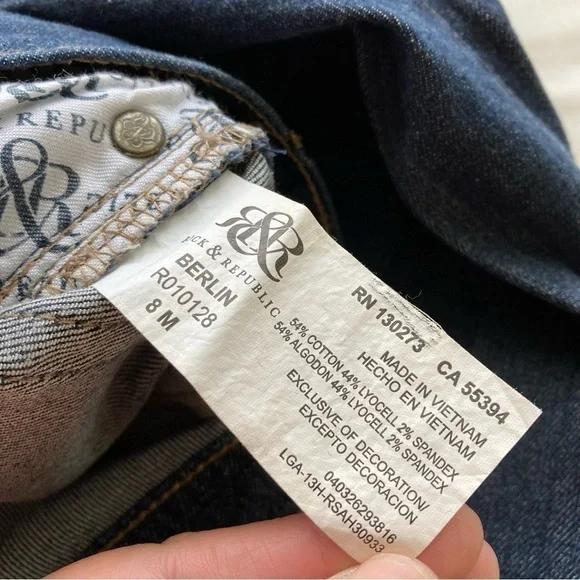 REPU
R&R
ROCK & REPUBLIC
BERLIN
R010128
8 M
RN 130273 CA 55394
MADE IN VIETNAM
HECHO EN VIETNAM
54% COTTON 44% LYOCELL 2% SPANDEX
54% ALGODON 44% LYOCELL 2% SPANDEX
EXCLUSIVE OF DECORATION/
EXCEPTO DECORACION
040326293816
LGA-13H-RSAH30933